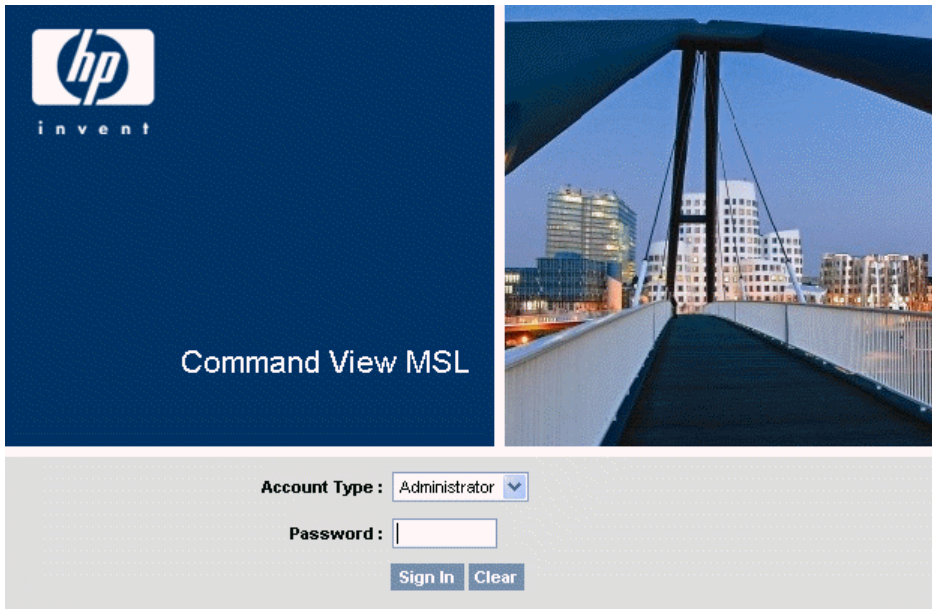 hp
invent
Command View MSL
Account Type : Administrator
Password :
Sign In Clear